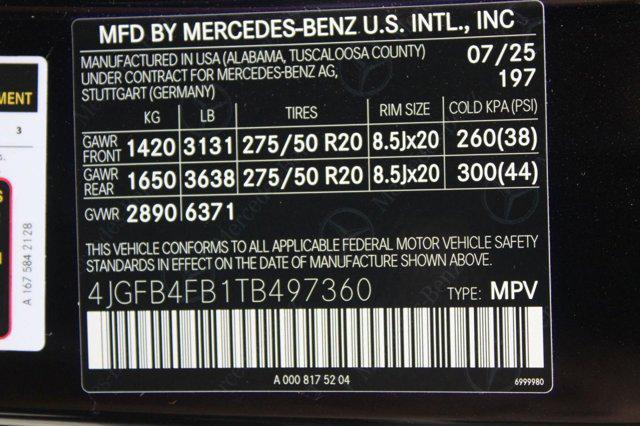 MFD BY MERCEDES-BENZ U.S. INTL., INC
MANUFACTURED IN USA (ALABAMA, TUSCALOOSA COUNTY) 07/25
UNDER CONTRACT FOR MERCEDES-BENZ AG, 197
STUTTGART (GERMANY)
KG LB TIRES RIM SIZE COLD KPA (PSI)
GAWR FRONT 1420 3131 275/50 R20 8.5Jx20 260(38)
GAWR REAR 1650 3638 275/50 R20 8.5Jx20 300(44)
GVWR 2890 6371
THIS VEHICLE CONFORMS TO ALL APPLICABLE FEDERAL MOTOR VEHICLE SAFETY
STANDARDS IN EFFECT ON THE DATE OF MANUFACTURE SHOWN ABOVE.
4JGFB4FB1TB497360 TYPE: MPV
A 000 817 52 04 6999980
MENT
3
A 167 584 21 28